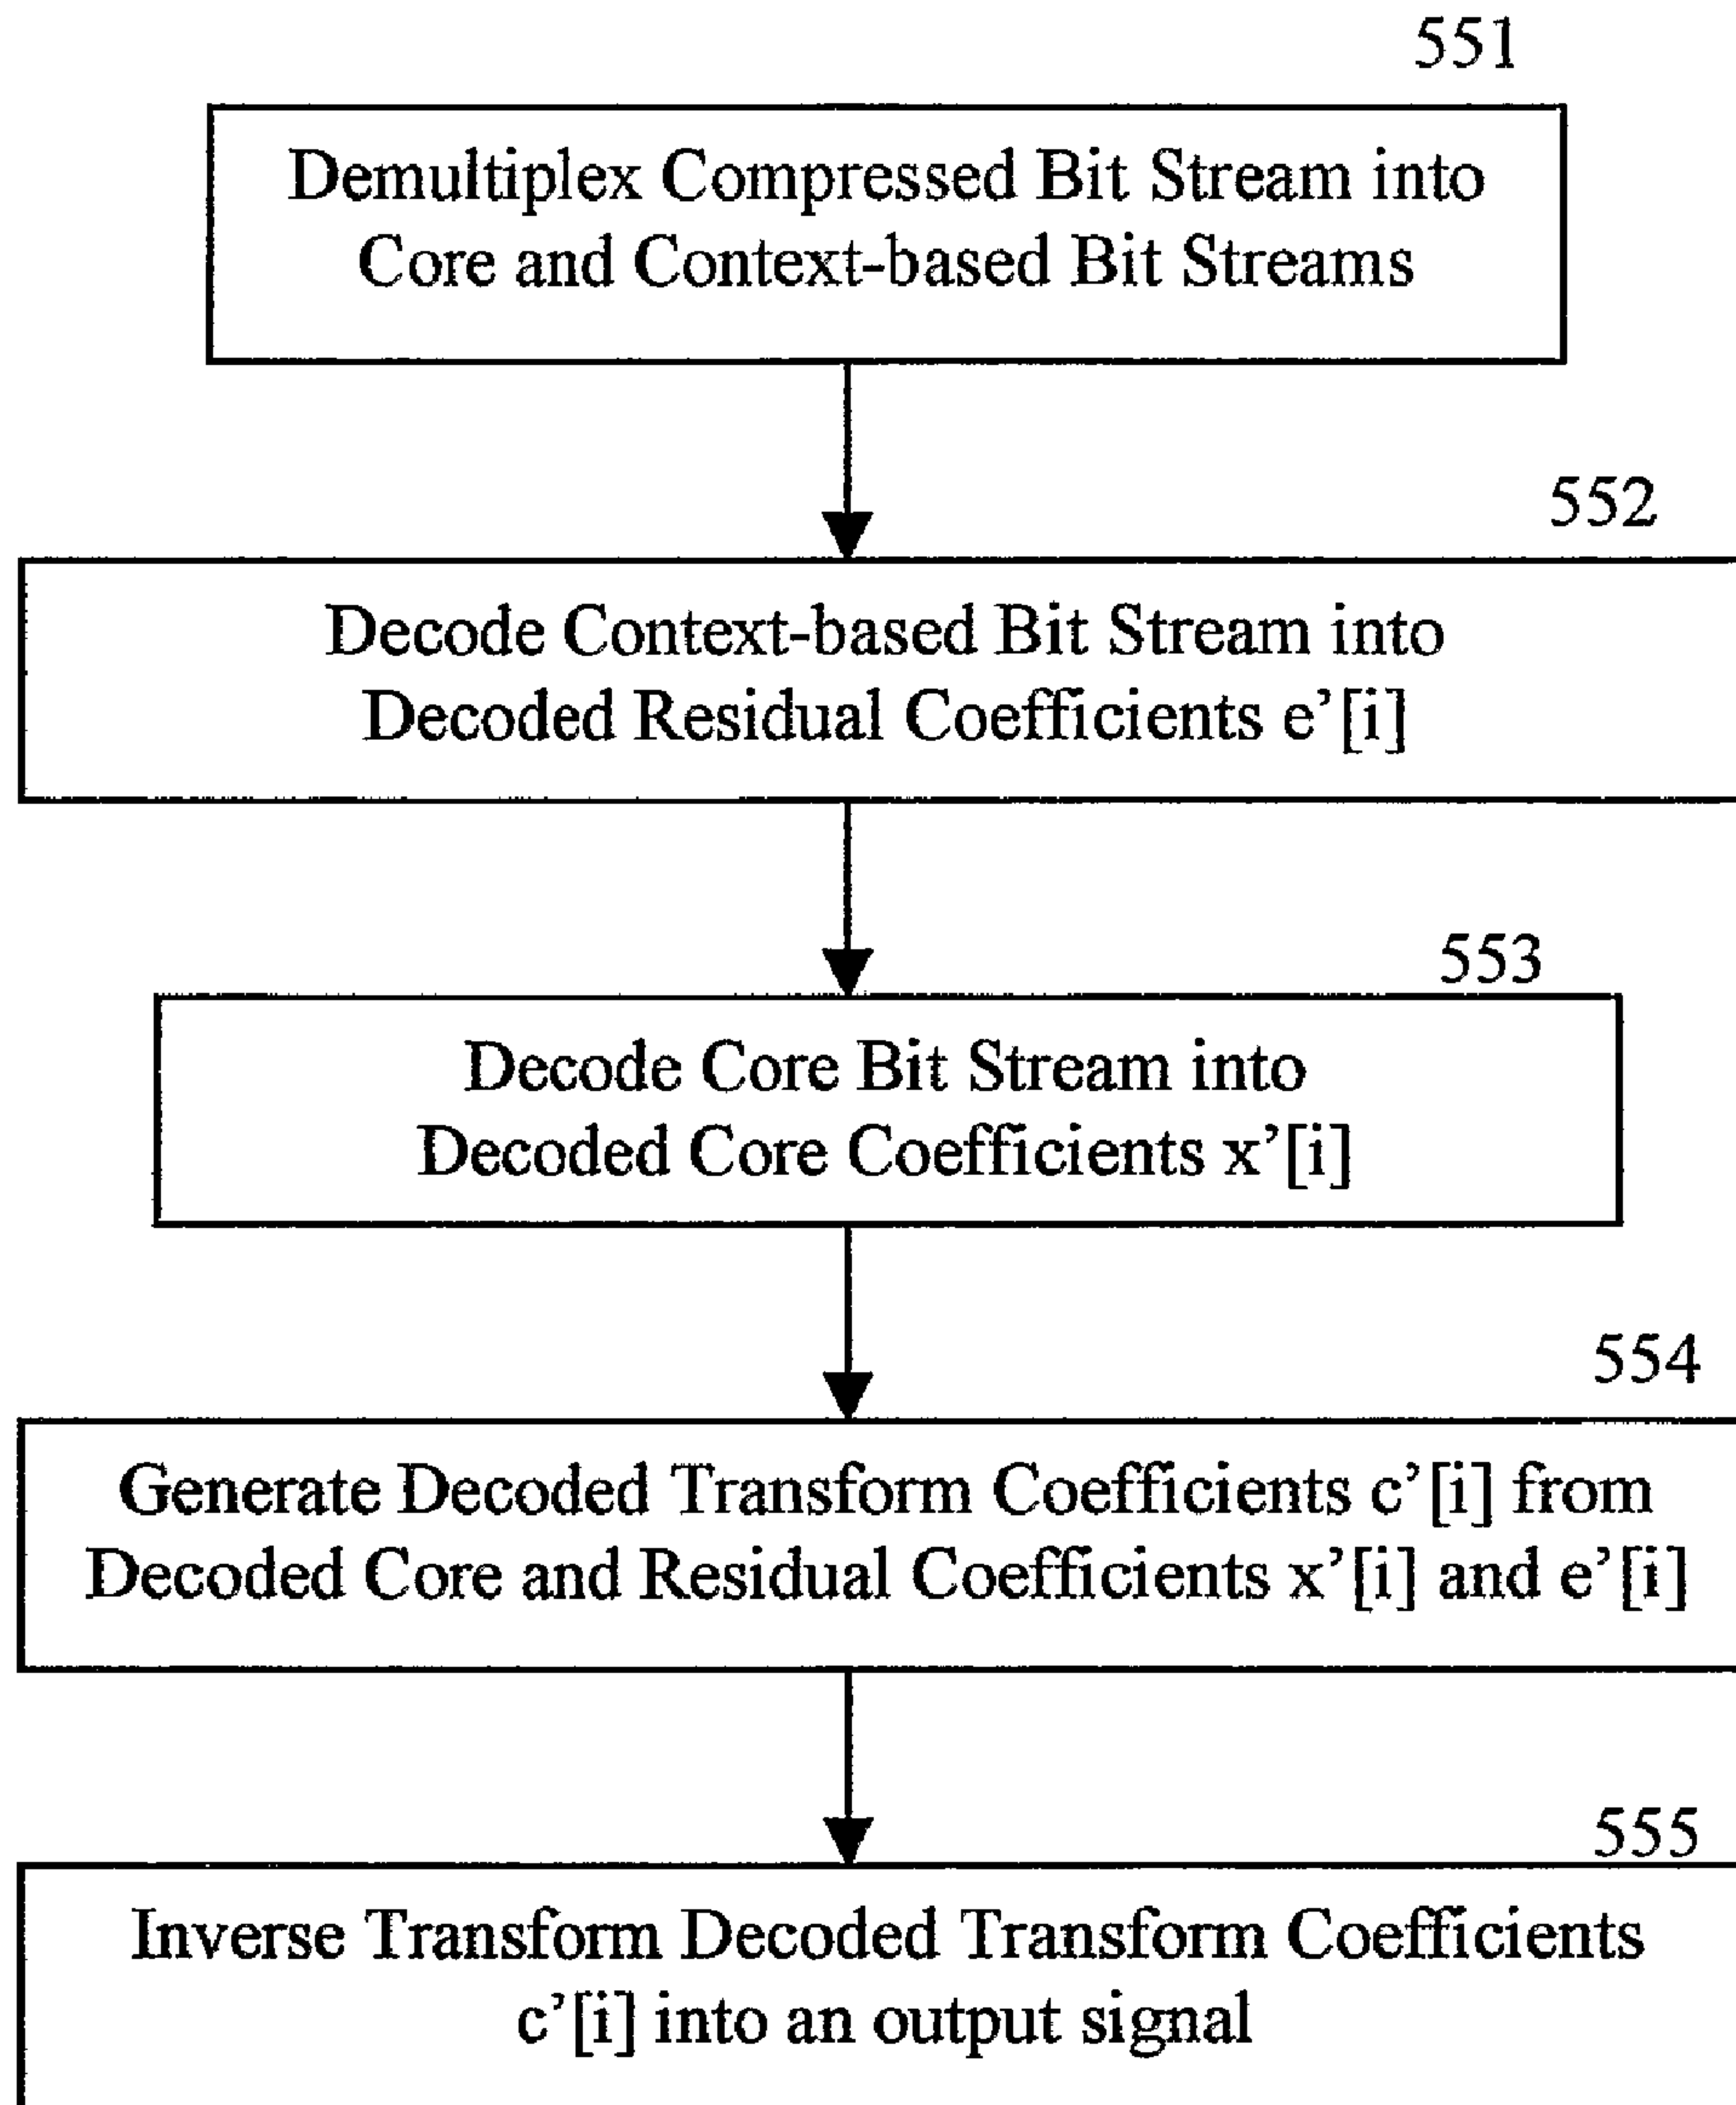 551
Demultiplex Compressed Bit Stream into
Core and Context-based Bit Streams
552
Decode Context-based Bit Stream into
Decoded Residual Coefficients e’[i]
553
Decode Core Bit Stream into
Decoded Core Coefficients x’[i]
554
Generate Decoded Transform Coefficients c’[i] from
Decoded Core and Residual Coefficients x’[i] and e’[i]
555
Inverse Transform Decoded Transform Coefficients
c’[i] into an output signal